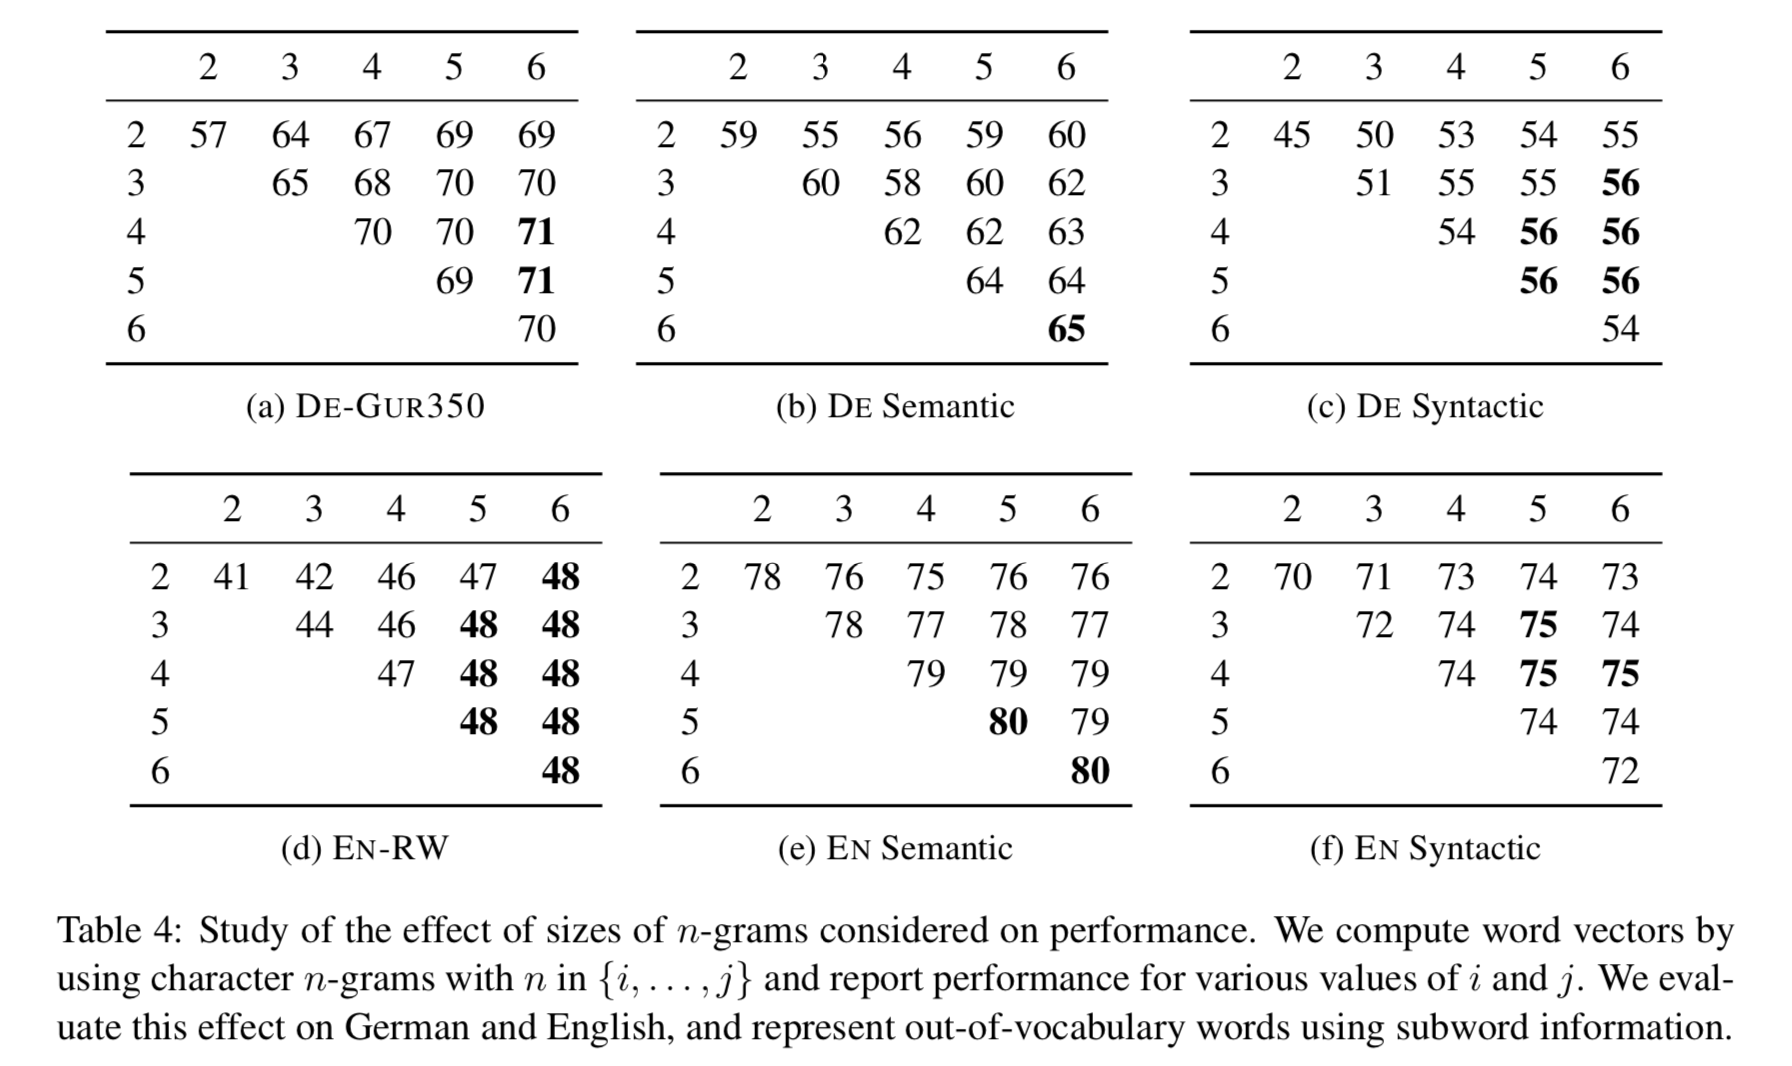 2 3 4 5 6
2 57 64 67 69 69
3 65 68 70 70
4 70 70 71
5 69 71
6 70
(a) DE-GUR350
2 3 4 5 6
2 59 55 56 59 60
3 60 58 60 62
4 62 62 63
5 64 64
6 65
(b) DE Semantic
2 3 4 5 6
2 45 50 53 54 55
3 51 55 55 56
4 54 56 56
5 56 56
6 54
(c) DE Syntactic
2 3 4 5 6
2 41 42 46 47 48
3 44 46 48 48
4 47 48 48
5 48 48
6 48
(d) EN-RW
2 3 4 5 6
2 78 76 75 76 76
3 78 77 78 77
4 79 79 79
5 80 79
6 80
(e) EN Semantic
2 3 4 5 6
2 70 71 73 74 73
3 72 74 75 74
4 74 75 75
5 74 74
6 72
(f) EN Syntactic
Table 4: Study of the effect of sizes of n-grams considered on performance. We compute word vectors by
using character n-grams with n in {i, . . . , j} and report performance for various values of i and j. We eval-
uate this effect on German and English, and represent out-of-vocabulary words using subword information.